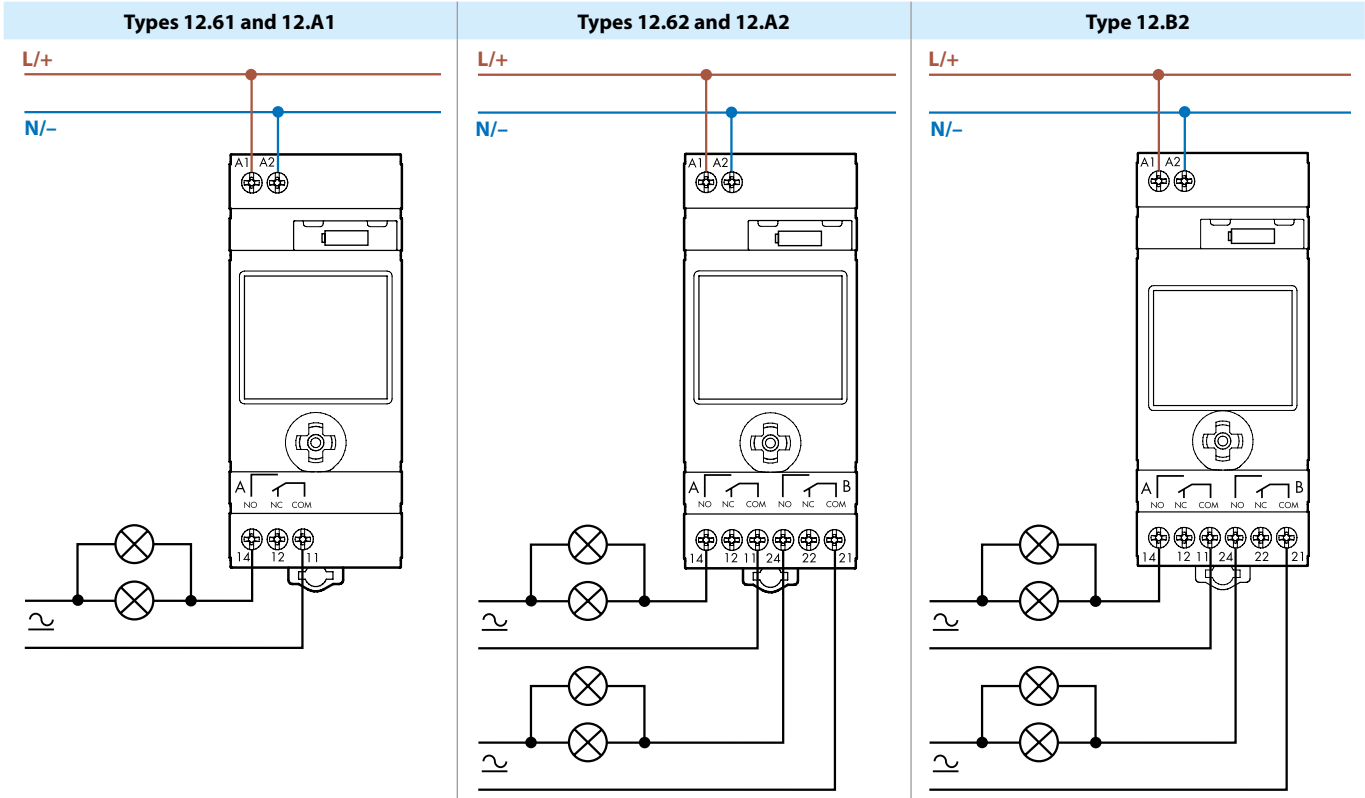 Types 12.61 and 12.A1
L/+
N/–
A1 A2
A
NO NC COM
14 12 11
Types 12.62 and 12.A2
L/+
N/–
A1 A2
A B
NO NC COM NO NC COM
14 12 11 24 22 21
Type 12.B2
L/+
N/–
A1 A2
A B
NO NC COM NO NC COM
14 12 11 24 22 21